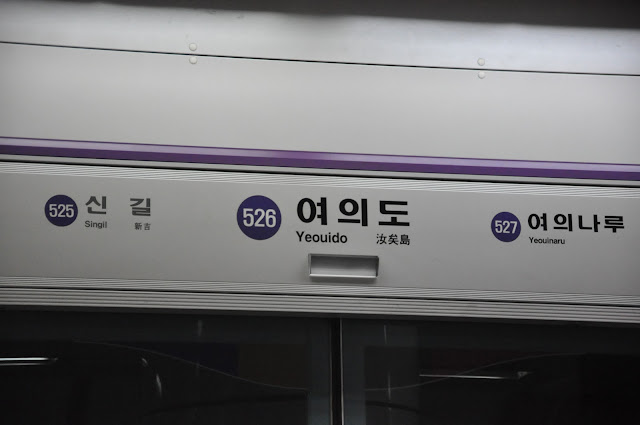 525 신 길
Singil 新吉
526 여의도
Yeouido 汝矣島
527 여의나루
Yeouinaru